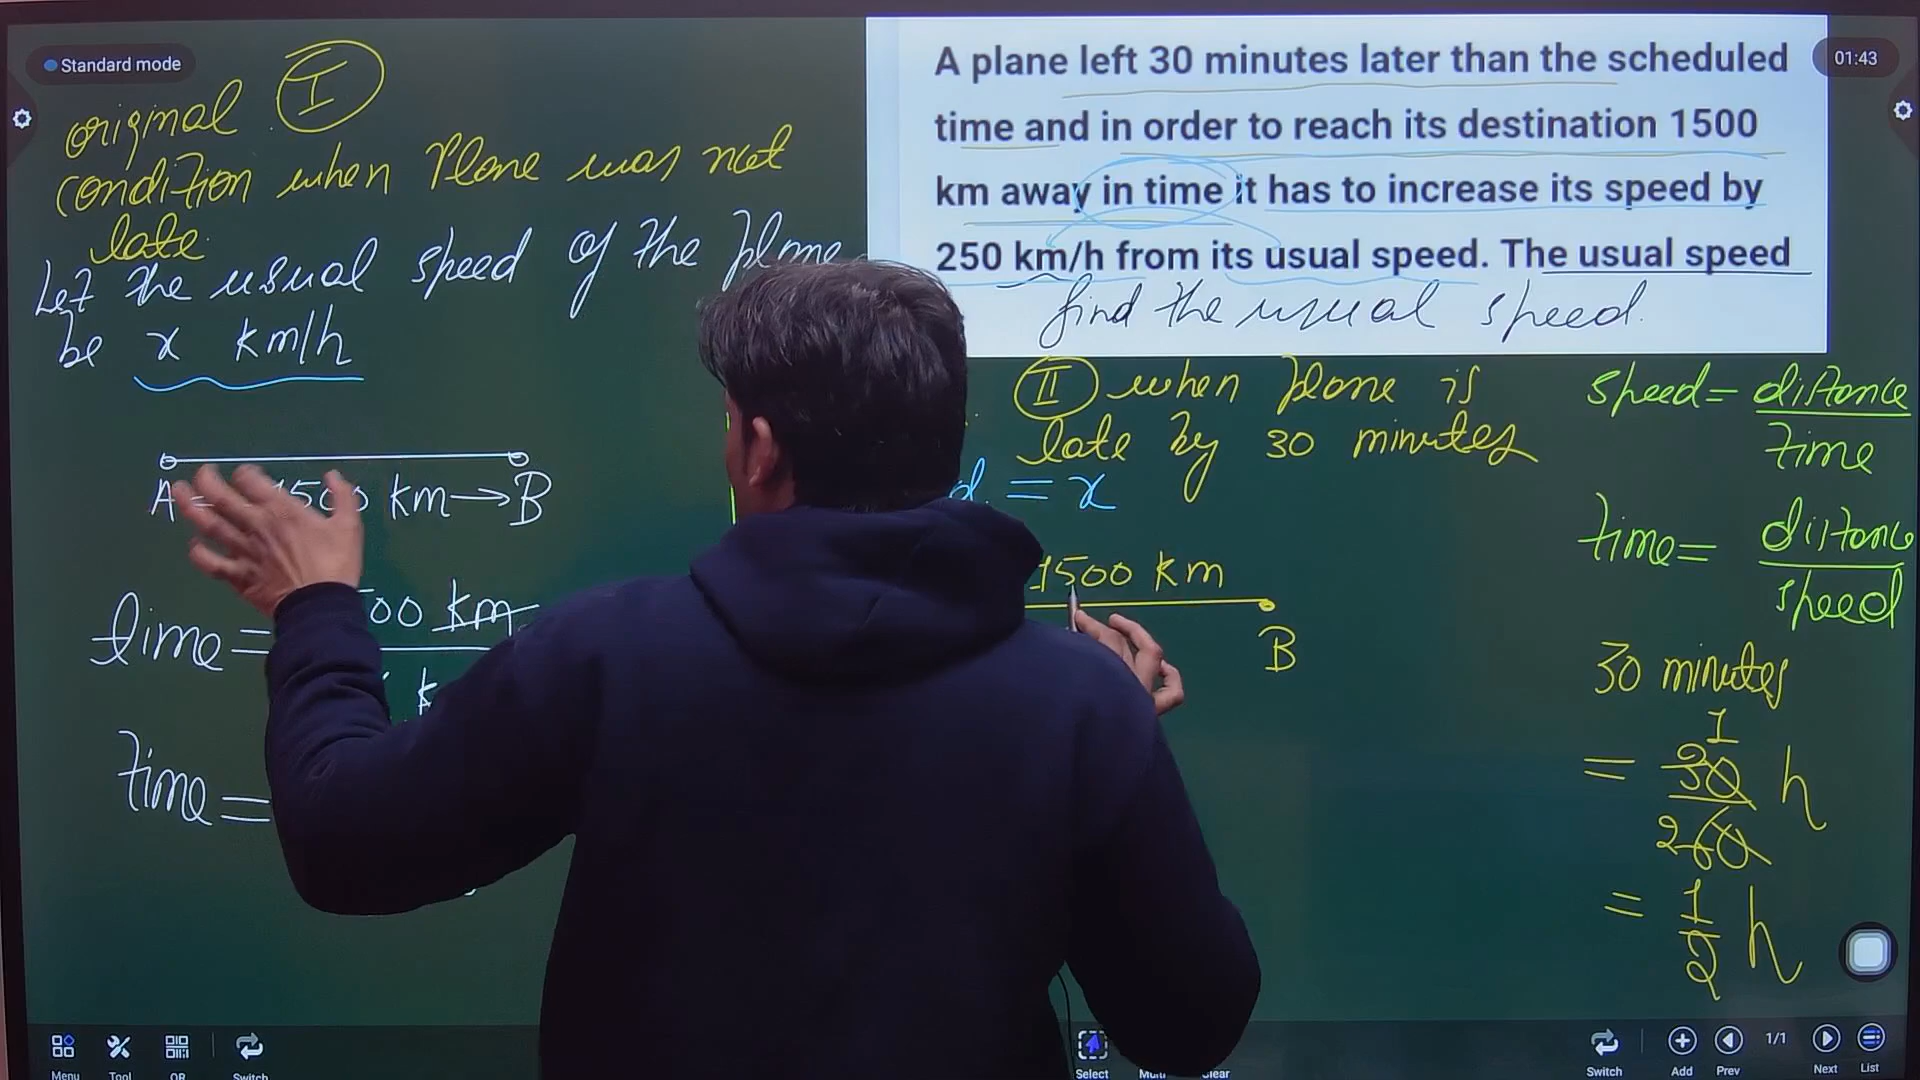 Standard mode
original I
condition when Plane was not
late.
Let the usual speed of the plane
be x km/h
A 1500 km → B
time = 500 km
k
time =
A plane left 30 minutes later than the scheduled
time and in order to reach its destination 1500
km away in time it has to increase its speed by
250 km/h from its usual speed. The usual speed
find the usual speed.
01:43
II when plane is
late by 30 minutes
d = x
1500 km
B
speed = distance
time
time = distance
speed
30 minutes
1
= 30 h
2 60
= 1 h
2
Menu Tool QR Switch
Select Multi Clear
Switch Add Prev 1/1 Next List